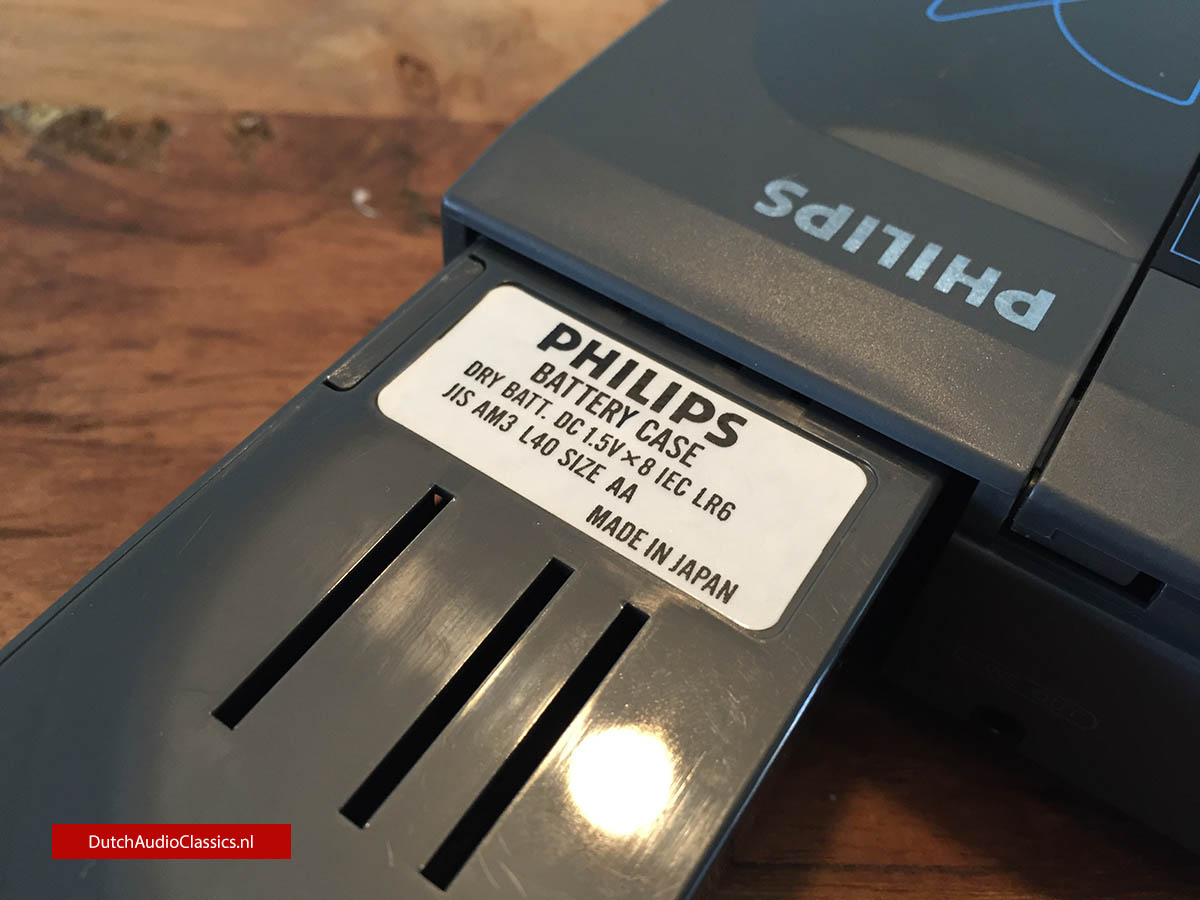 PHILIPS
PHILIPS
BATTERY CASE
DRY BATT. DC 1.5V×8 IEC LR6
JIS AM3 L40 SIZE AA
MADE IN JAPAN
DutchAudioClassics.nl